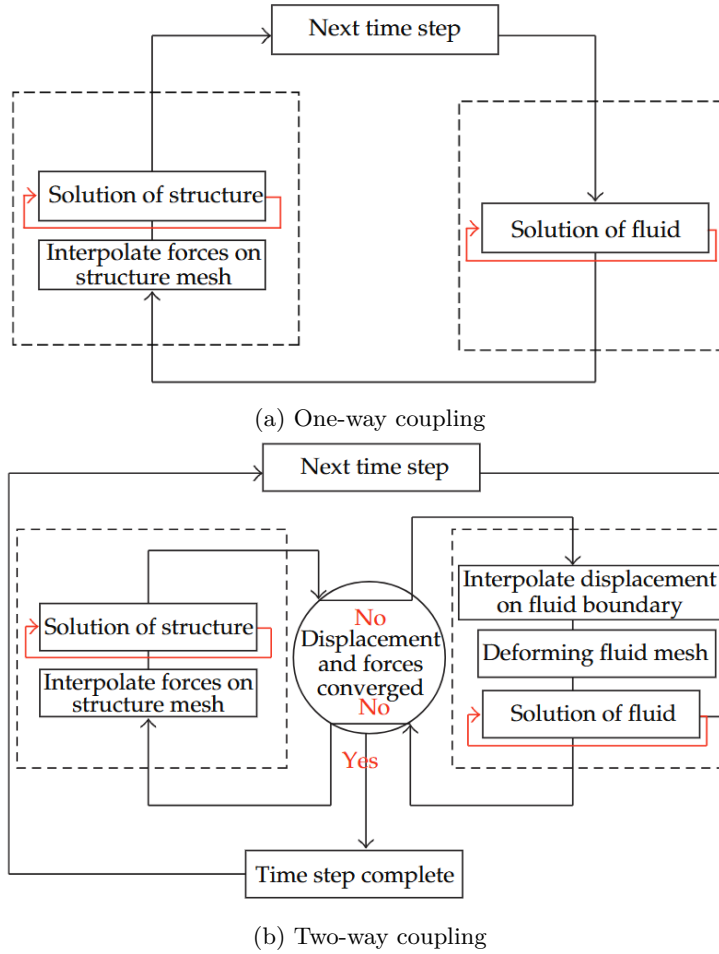 Next time step
Solution of structure
Interpolate forces on
structure mesh
Solution of fluid
(a) One-way coupling
Next time step
Solution of structure
Interpolate forces on
structure mesh
No
Displacement
and forces
converged
No
Yes
Interpolate displacement
on fluid boundary
Deforming fluid mesh
Solution of fluid
Time step complete
(b) Two-way coupling